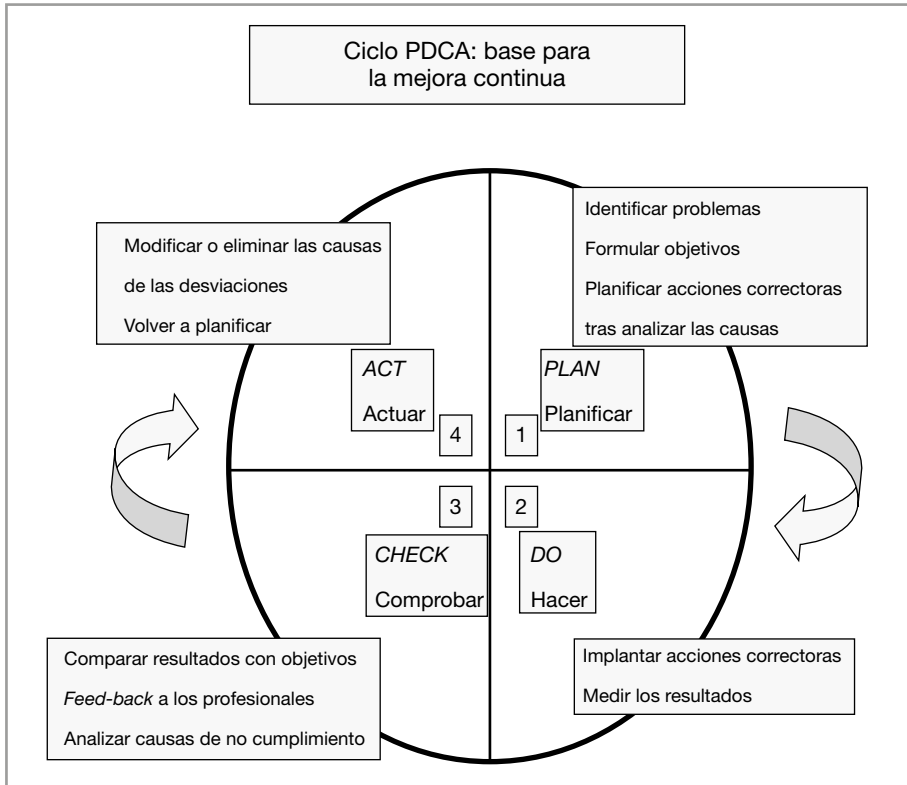 Ciclo PDCA: base para
la mejora continua
Modificar o eliminar las causas
de las desviaciones
Volver a planificar
Identificar problemas
Formular objetivos
Planificar acciones correctoras
tras analizar las causas
ACT
Actuar
4
PLAN
Planificar
1
3
CHECK
Comprobar
2
DO
Hacer
Comparar resultados con objetivos
Feed-back a los profesionales
Analizar causas de no cumplimiento
Implantar acciones correctoras
Medir los resultados